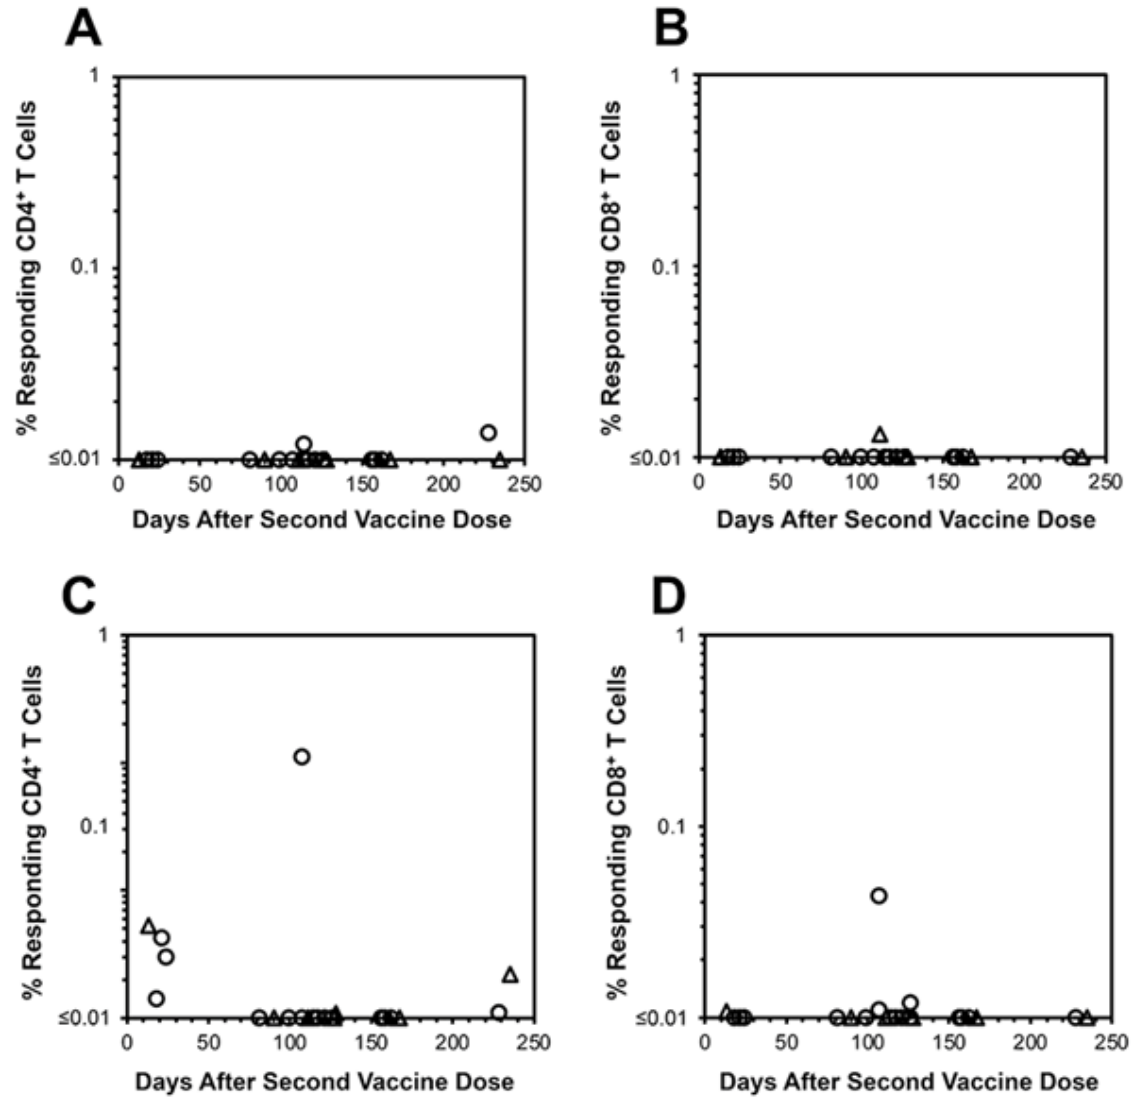 A
B
% Responding CD4+ T Cells
1
0.1
≤0.01
0 50 100 150 200 250
Days After Second Vaccine Dose
% Responding CD8+ T Cells
1
0.1
≤0.01
0 50 100 150 200 250
Days After Second Vaccine Dose
C
D
% Responding CD4+ T Cells
1
0.1
≤0.01
0 50 100 150 200 250
Days After Second Vaccine Dose
% Responding CD8+ T Cells
1
0.1
≤0.01
0 50 100 150 200 250
Days After Second Vaccine Dose